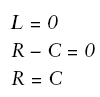 L = 0
R – C = 0
R = C